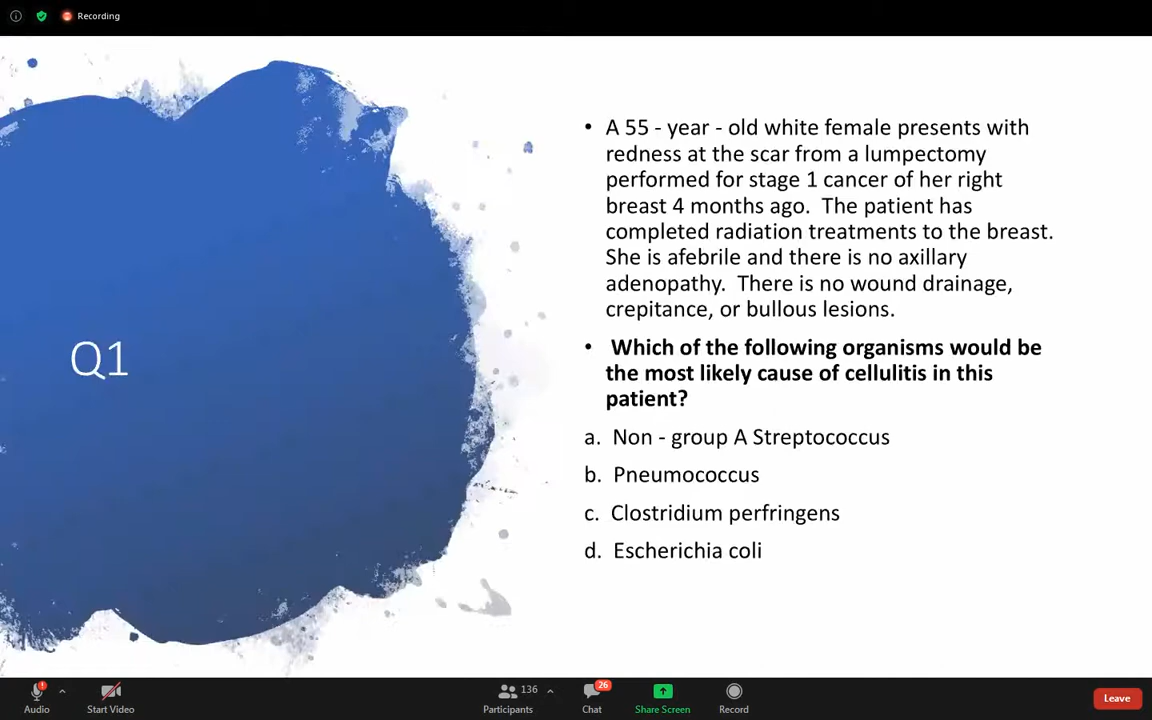 Recording
Q1
• A 55 - year - old white female presents with
redness at the scar from a lumpectomy
performed for stage 1 cancer of her right
breast 4 months ago.  The patient has
completed radiation treatments to the breast.
She is afebrile and there is no axillary
adenopathy.  There is no wound drainage,
crepitance, or bullous lesions.
• Which of the following organisms would be
the most likely cause of cellulitis in this
patient?
a.  Non - group A Streptococcus
b.  Pneumococcus
c.  Clostridium perfringens
d.  Escherichia coli
136
26
Audio
Start Video
Participants
Chat
Share Screen
Record
Leave